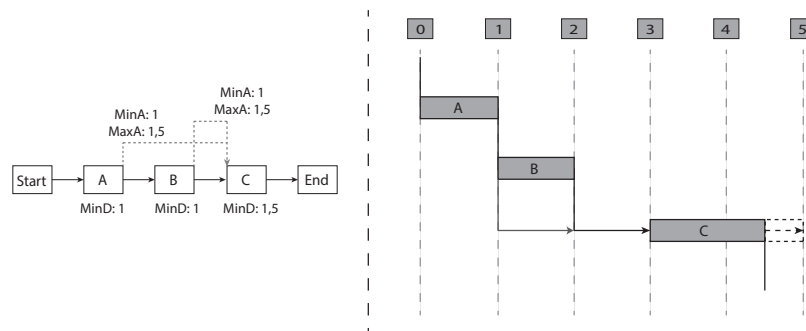 MinA: 1
MaxA: 1,5
MinA: 1
MaxA: 1,5
Start
A
B
C
End
MinD: 1
MinD: 1
MinD: 1,5
0
1
2
3
4
5
A
B
C